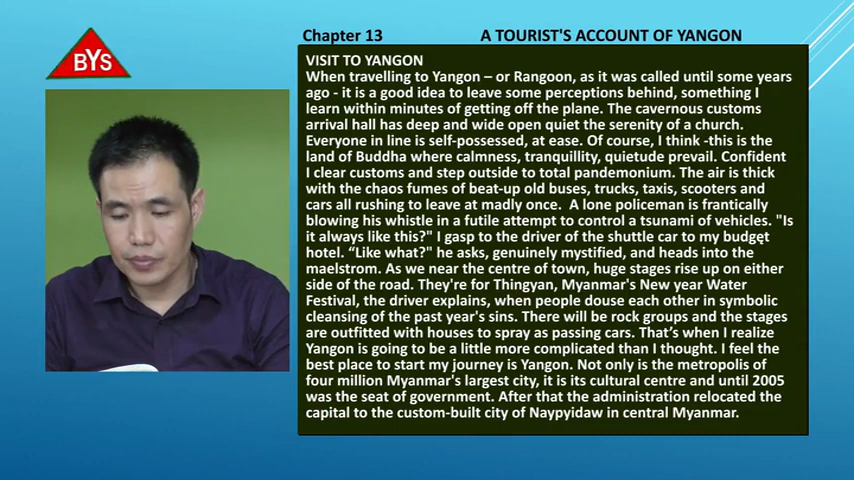 Chapter 13 A TOURIST'S ACCOUNT OF YANGON
BYS
VISIT TO YANGON
When travelling to Yangon – or Rangoon, as it was called until some years
ago - it is a good idea to leave some perceptions behind, something I
learn within minutes of getting off the plane. The cavernous customs
arrival hall has deep and wide open quiet the serenity of a church.
Everyone in line is self-possessed, at ease. Of course, I think -this is the
land of Buddha where calmness, tranquillity, quietude prevail. Confident
I clear customs and step outside to total pandemonium. The air is thick
with the chaos fumes of beat-up old buses, trucks, taxis, scooters and
cars all rushing to leave at madly once. A lone policeman is frantically
blowing his whistle in a futile attempt to control a tsunami of vehicles. "Is
it always like this?" I gasp to the driver of the shuttle car to my budget
hotel. “Like what?" he asks, genuinely mystified, and heads into the
maelstrom. As we near the centre of town, huge stages rise up on either
side of the road. They're for Thingyan, Myanmar's New year Water
Festival, the driver explains, when people douse each other in symbolic
cleansing of the past year's sins. There will be rock groups and the stages
are outfitted with houses to spray as passing cars. That’s when I realize
Yangon is going to be a little more complicated than I thought. I feel the
best place to start my journey is Yangon. Not only is the metropolis of
four million Myanmar's largest city, it is its cultural centre and until 2005
was the seat of government. After that the administration relocated the
capital to the custom-built city of Naypyidaw in central Myanmar.